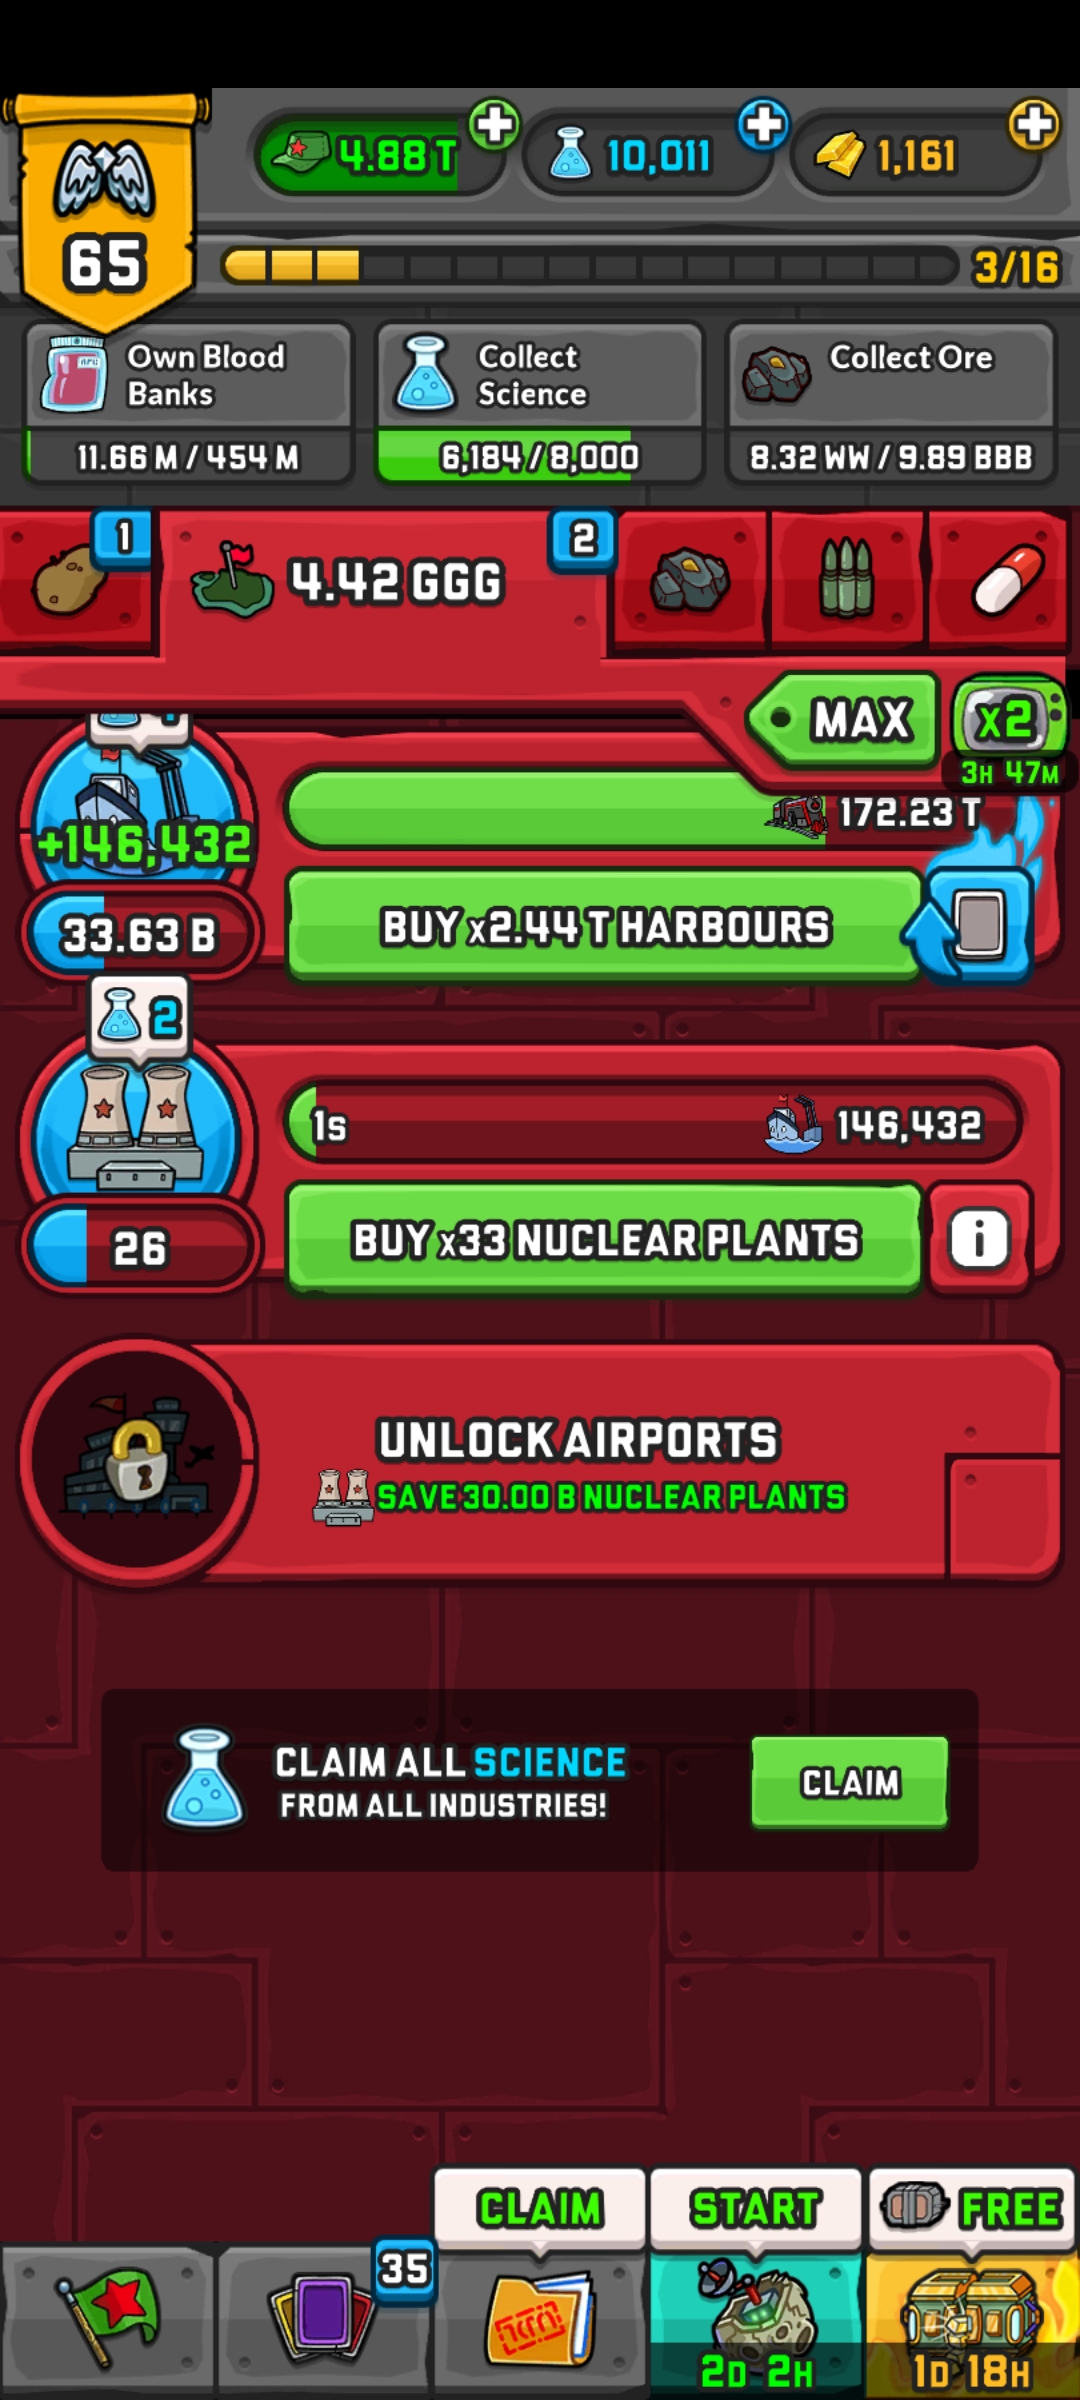 4.88 T
10,011
1,161
65
3/16
Own Blood
Banks
11.66 M / 454 M
Collect
Science
6,184 / 8,000
Collect Ore
8.32 WW / 9.89 BBB
1
4.42 GGG
2
MAX
x2
3H 47M
+146,432
172.23 T
33.63 B
BUY x2.44 T HARBOURS
2
1s
146,432
26
BUY x33 NUCLEAR PLANTS
i
UNLOCK AIRPORTS
SAVE 30.00 B NUCLEAR PLANTS
CLAIM ALL SCIENCE
FROM ALL INDUSTRIES!
CLAIM
CLAIM
START
FREE
35
2D 2H
1D 18H